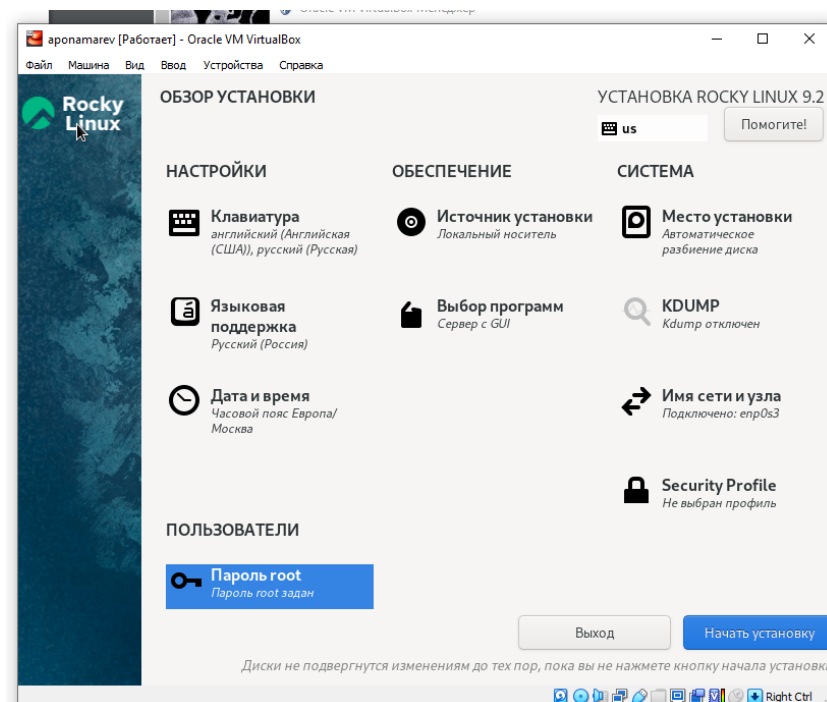 aponamarev [Работает] - Oracle VM VirtualBox
Файл Машина Вид Ввод Устройства Справка
Rocky
Linux
ОБЗОР УСТАНОВКИ
УСТАНОВКА ROCKY LINUX 9.2
us
Помогите!
НАСТРОЙКИ
Клавиатура
английский (Английская
(США)), русский (Русская)
Языковая
поддержка
Русский (Россия)
Дата и время
Часовой пояс Европа/
Москва
ОБЕСПЕЧЕНИЕ
Источник установки
Локальный носитель
Выбор программ
Сервер с GUI
СИСТЕМА
Место установки
Автоматическое
разбиение диска
KDUMP
Kdump отключен
Имя сети и узла
Подключено: enp0s3
Security Profile
Не выбран профиль
ПОЛЬЗОВАТЕЛИ
Пароль root
Пароль root задан
Выход
Начать установку
Диски не подвергнутся изменениям до тех пор, пока вы не нажмете кнопку начала
Right Ctrl